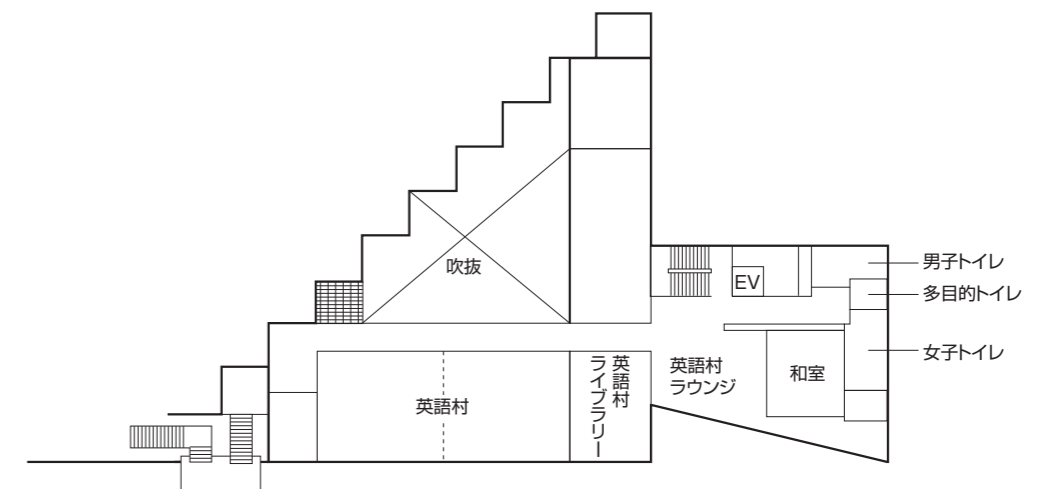 吹抜
EV
男子トイレ
多目的トイレ
女子トイレ
英語村
英語村
ライブラリー
英語村
ラウンジ
和室